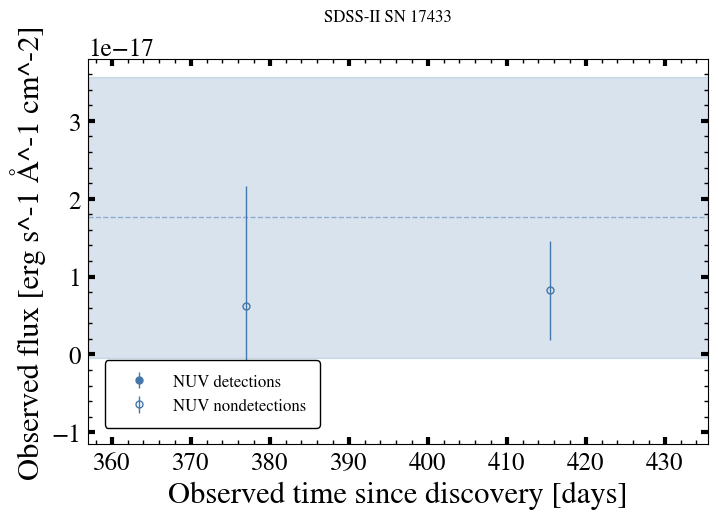 SDSS-II SN 17433
1e−17
Observed flux [erg s^-1 Å^-1 cm^-2]
3
2
1
0
−1
NUV detections
NUV nondetections
360 370 380 390 400 410 420 430
Observed time since discovery [days]